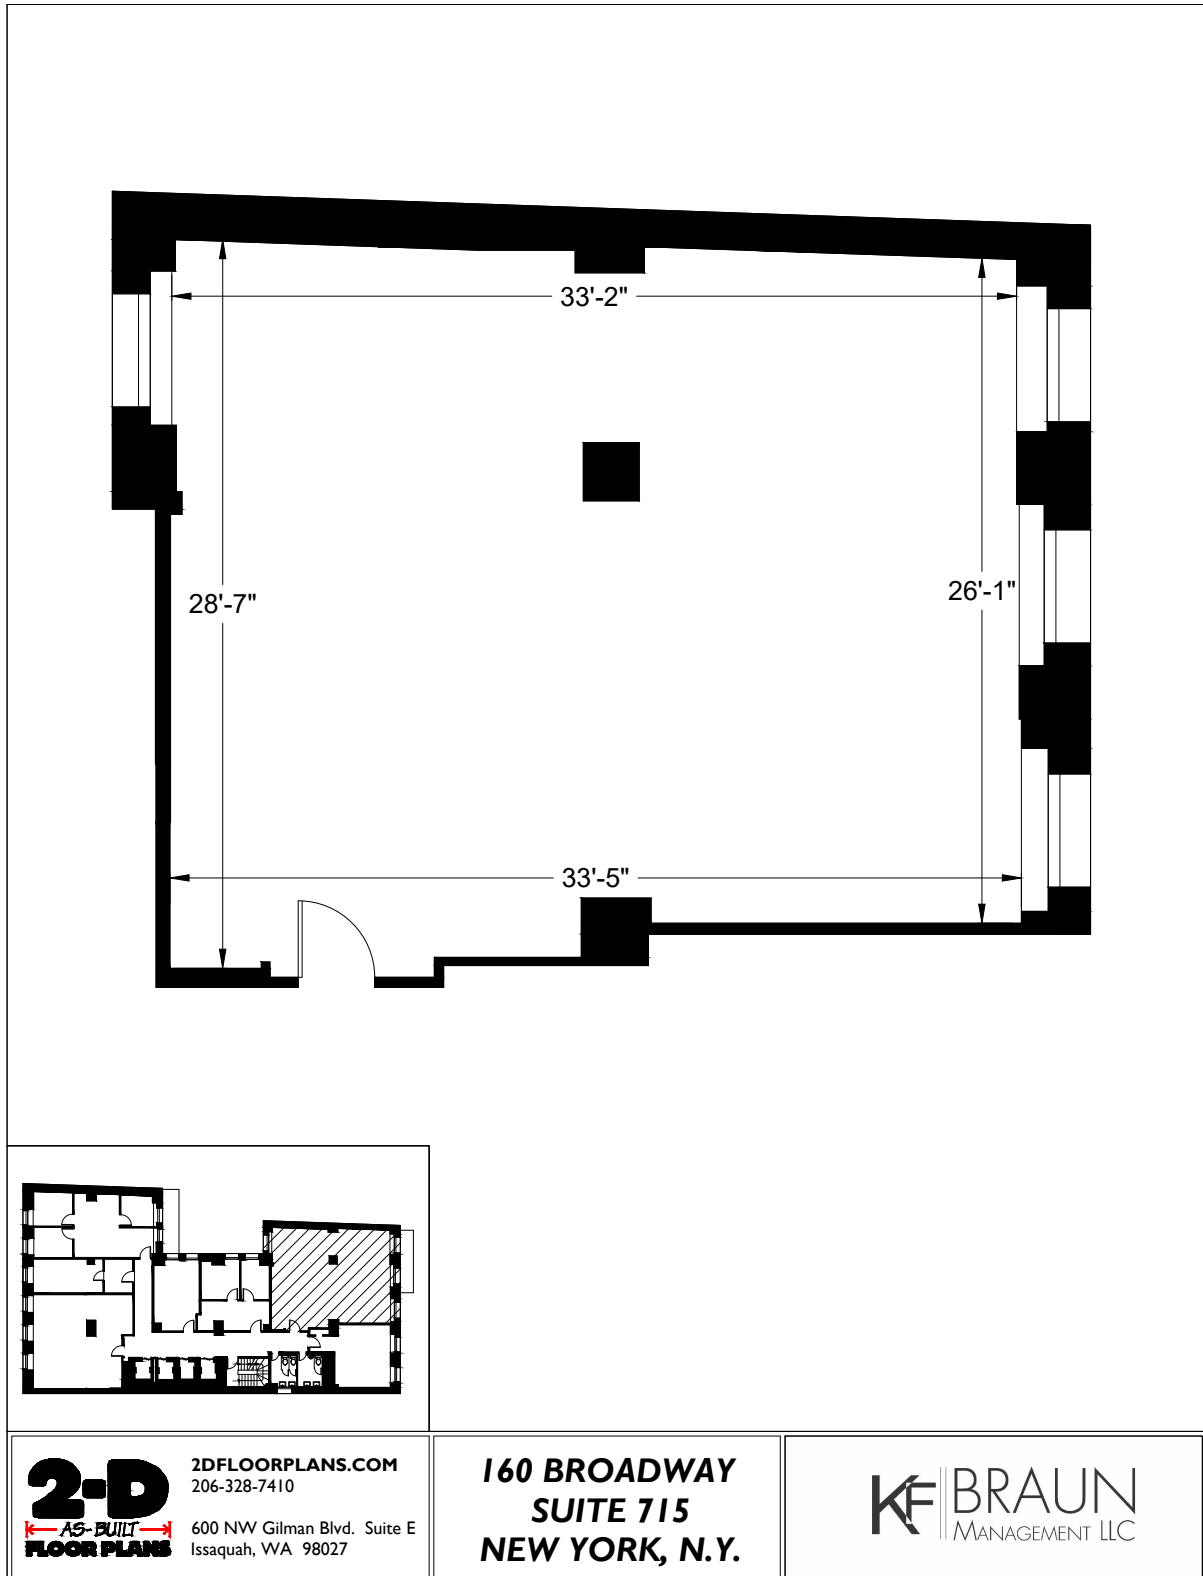 33'-2"
28'-7"
26'-1"
33'-5"
2-D
AS-BUILT
FLOOR PLANS
2DFLOORPLANS.COM
206-328-7410
600 NW Gilman Blvd. Suite E
Issaquah, WA 98027
160 BROADWAY
SUITE 715
NEW YORK, N.Y.
KF BRAUN
MANAGEMENT LLC